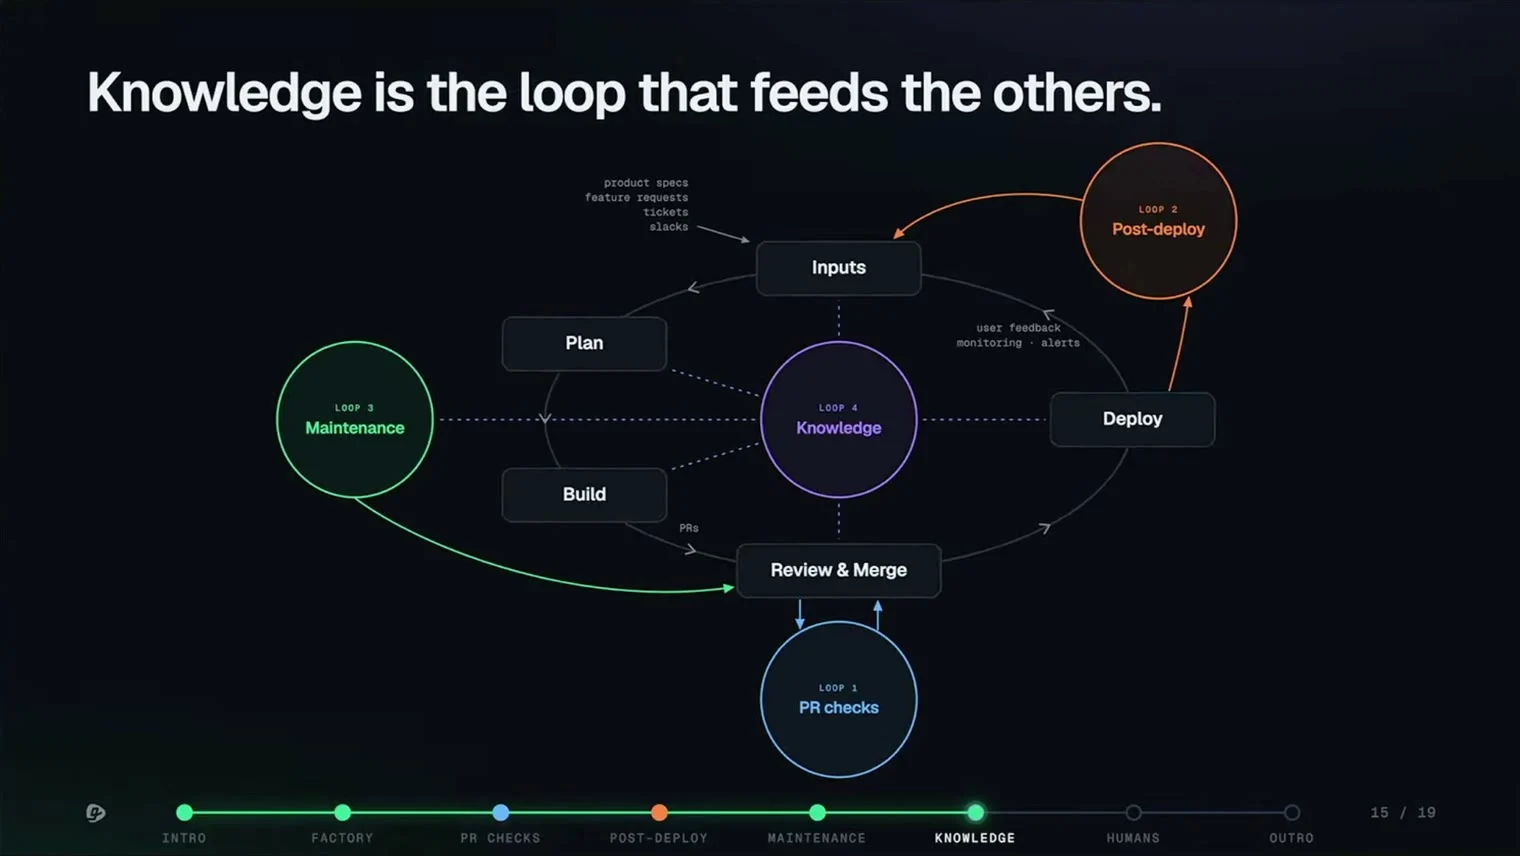 Knowledge is the loop that feeds the others.
product specs
feature requests
tickets
slacks
LOOP 2
Post-deploy
Inputs
user feedback
monitoring · alerts
Plan
LOOP 3
Maintenance
LOOP 4
Knowledge
Deploy
Build
PRs
Review & Merge
LOOP 1
PR checks
INTRO
FACTORY
PR CHECKS
POST-DEPLOY
MAINTENANCE
KNOWLEDGE
HUMANS
OUTRO
15 / 19